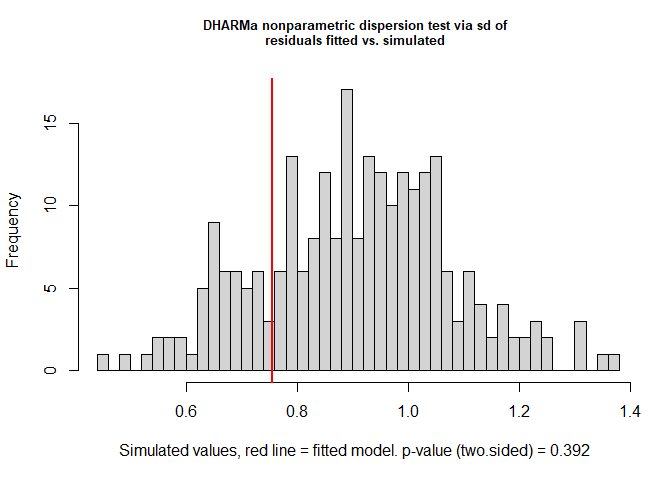 DHARMa nonparametric dispersion test via sd of
residuals fitted vs. simulated
Frequency
15
10
5
0
0.6 0.8 1.0 1.2 1.4
Simulated values, red line = fitted model. p-value (two.sided) = 0.392